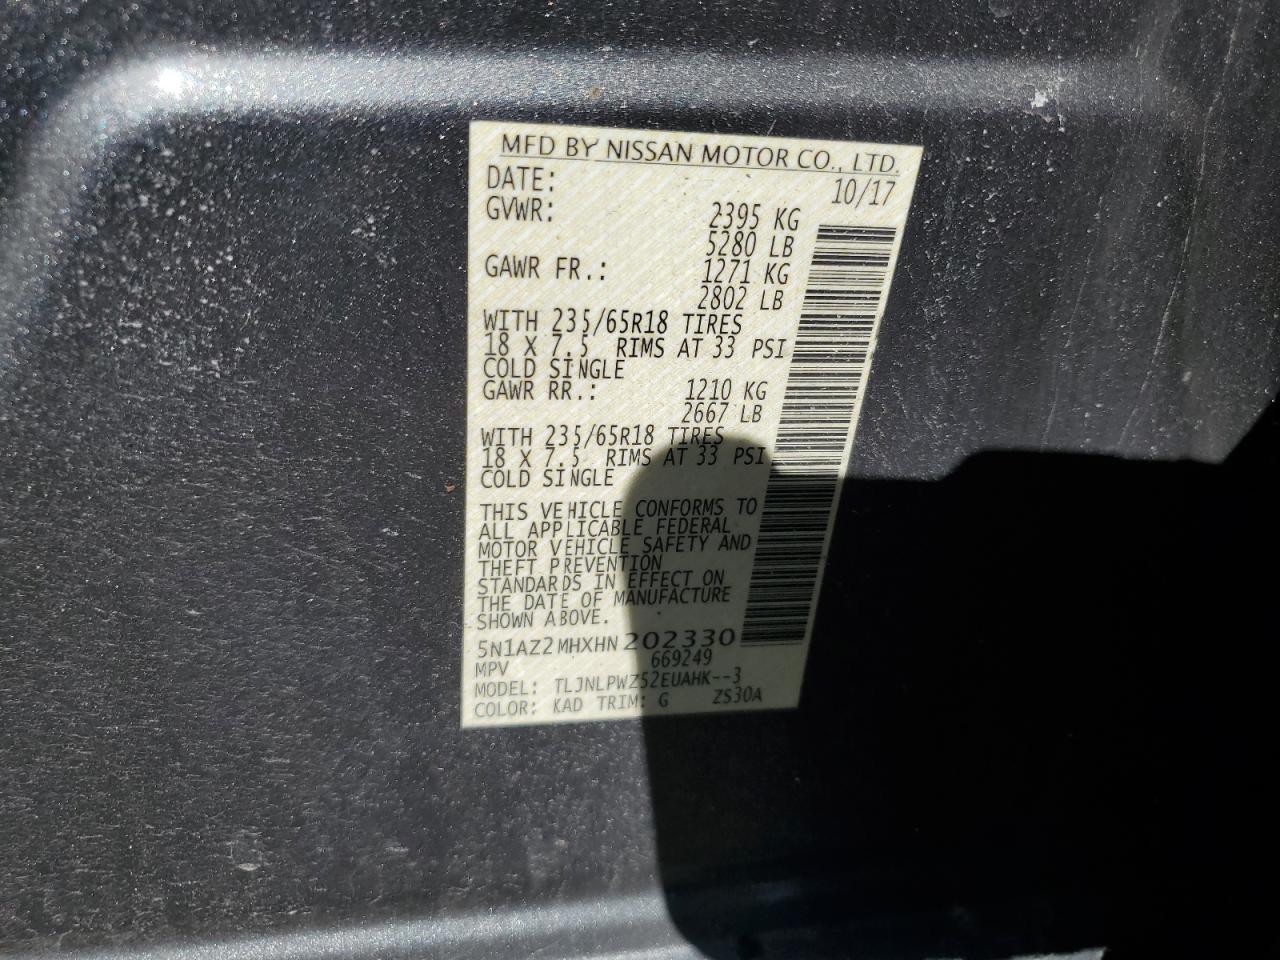 MFD BY NISSAN MOTOR CO., LTD.
DATE: 10/17
GVWR: 2395 KG
5280 LB
GAWR FR.: 1271 KG
2802 LB
WITH 235/65R18 TIRES
18 X 7.5 RIMS AT 33 PSI
COLD SINGLE
GAWR RR.: 1210 KG
2667 LB
WITH 235/65R18 TIRES
18 X 7.5 RIMS AT 33 PSI
COLD SINGLE
THIS VEHICLE CONFORMS TO
ALL APPLICABLE FEDERAL
MOTOR VEHICLE SAFETY AND
THEFT PREVENTION
STANDARDS IN EFFECT ON
THE DATE OF MANUFACTURE
SHOWN ABOVE.
5N1AZ2MHXHN202330
MPV 669249
MODEL: TLJNLPWZ52EUAHK--3
COLOR: KAD TRIM: G ZS30A